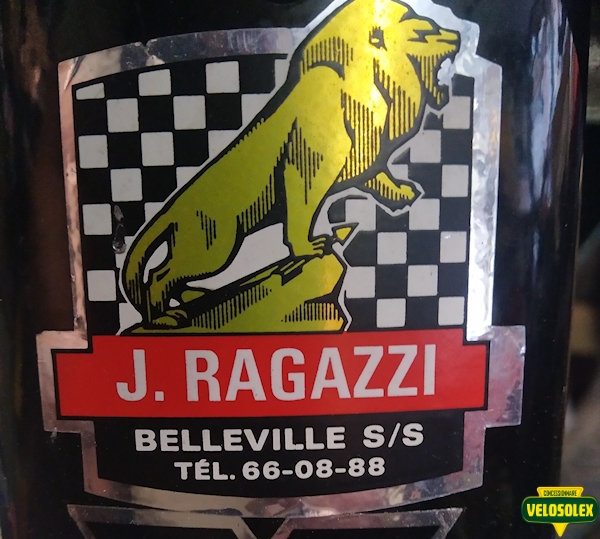 J. RAGAZZI
BELLEVILLE S/S
TÉL. 66-08-88
CONCESSIONNAIRE
VELOSOLEX